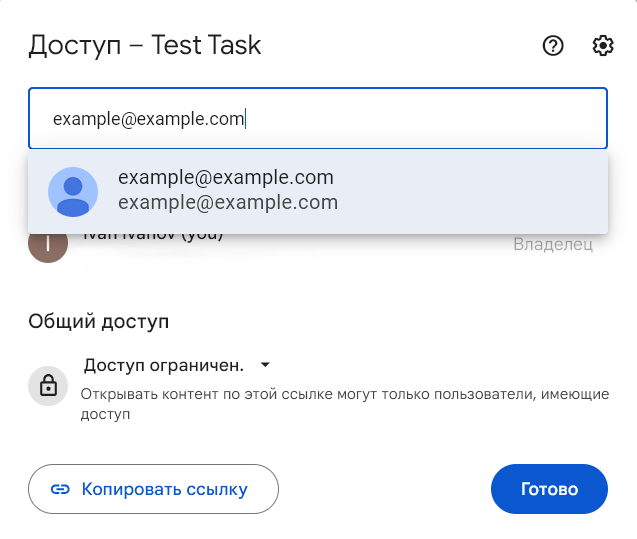 Доступ – Test Task
example@example.com
example@example.com
example@example.com
I
Ivan Ivanov (you)
Владелец
Общий доступ
Доступ ограничен.
Открывать контент по этой ссылке могут только пользователи, имеющие
доступ
Копировать ссылку
Готово